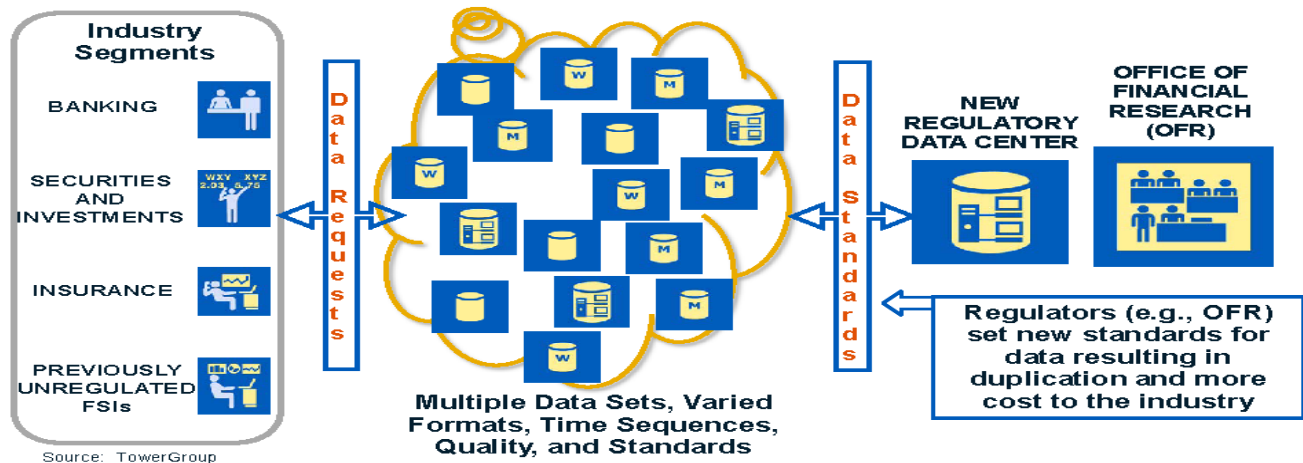 Industry
Segments
BANKING
WXY XYZ
2.03 5.75
SECURITIES
AND
INVESTMENTS
INSURANCE
PREVIOUSLY
UNREGULATED
FSIs
Source: TowerGroup
Data Requests
W
M
M
W
W
M
M
M
W
Multiple Data Sets, Varied
Formats, Time Sequences,
Quality, and Standards
Data Standards
NEW
REGULATORY
DATA CENTER
OFFICE OF
FINANCIAL
RESEARCH
(OFR)
Regulators (e.g., OFR)
set new standards for
data resulting in
duplication and more
cost to the industry